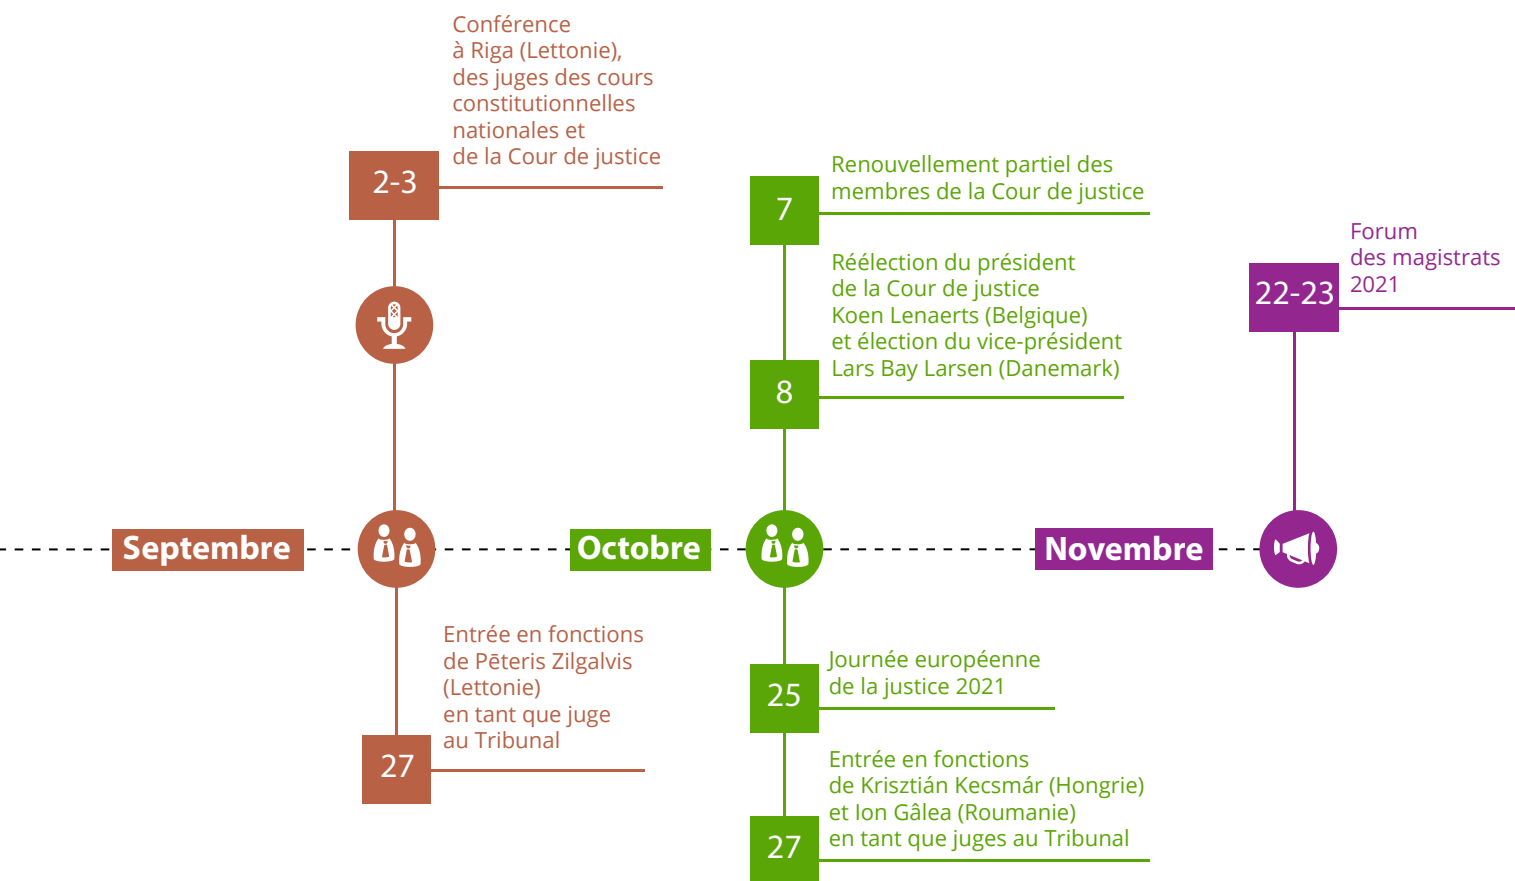 Septembre
2-3
Conférence
à Riga (Lettonie),
des juges des cours
constitutionnelles
nationales et
de la Cour de justice
27
Entrée en fonctions
de Pēteris Zilgalvis
(Lettonie)
en tant que juge
au Tribunal
Octobre
7
Renouvellement partiel des
membres de la Cour de justice
8
Réélection du président
de la Cour de justice
Koen Lenaerts (Belgique)
et élection du vice-président
Lars Bay Larsen (Danemark)
25
Journée européenne
de la justice 2021
27
Entrée en fonctions
de Krisztián Kecsmár (Hongrie)
et Ion Gâlea (Roumanie)
en tant que juges au Tribunal
Novembre
22-23
Forum
des magistrats
2021